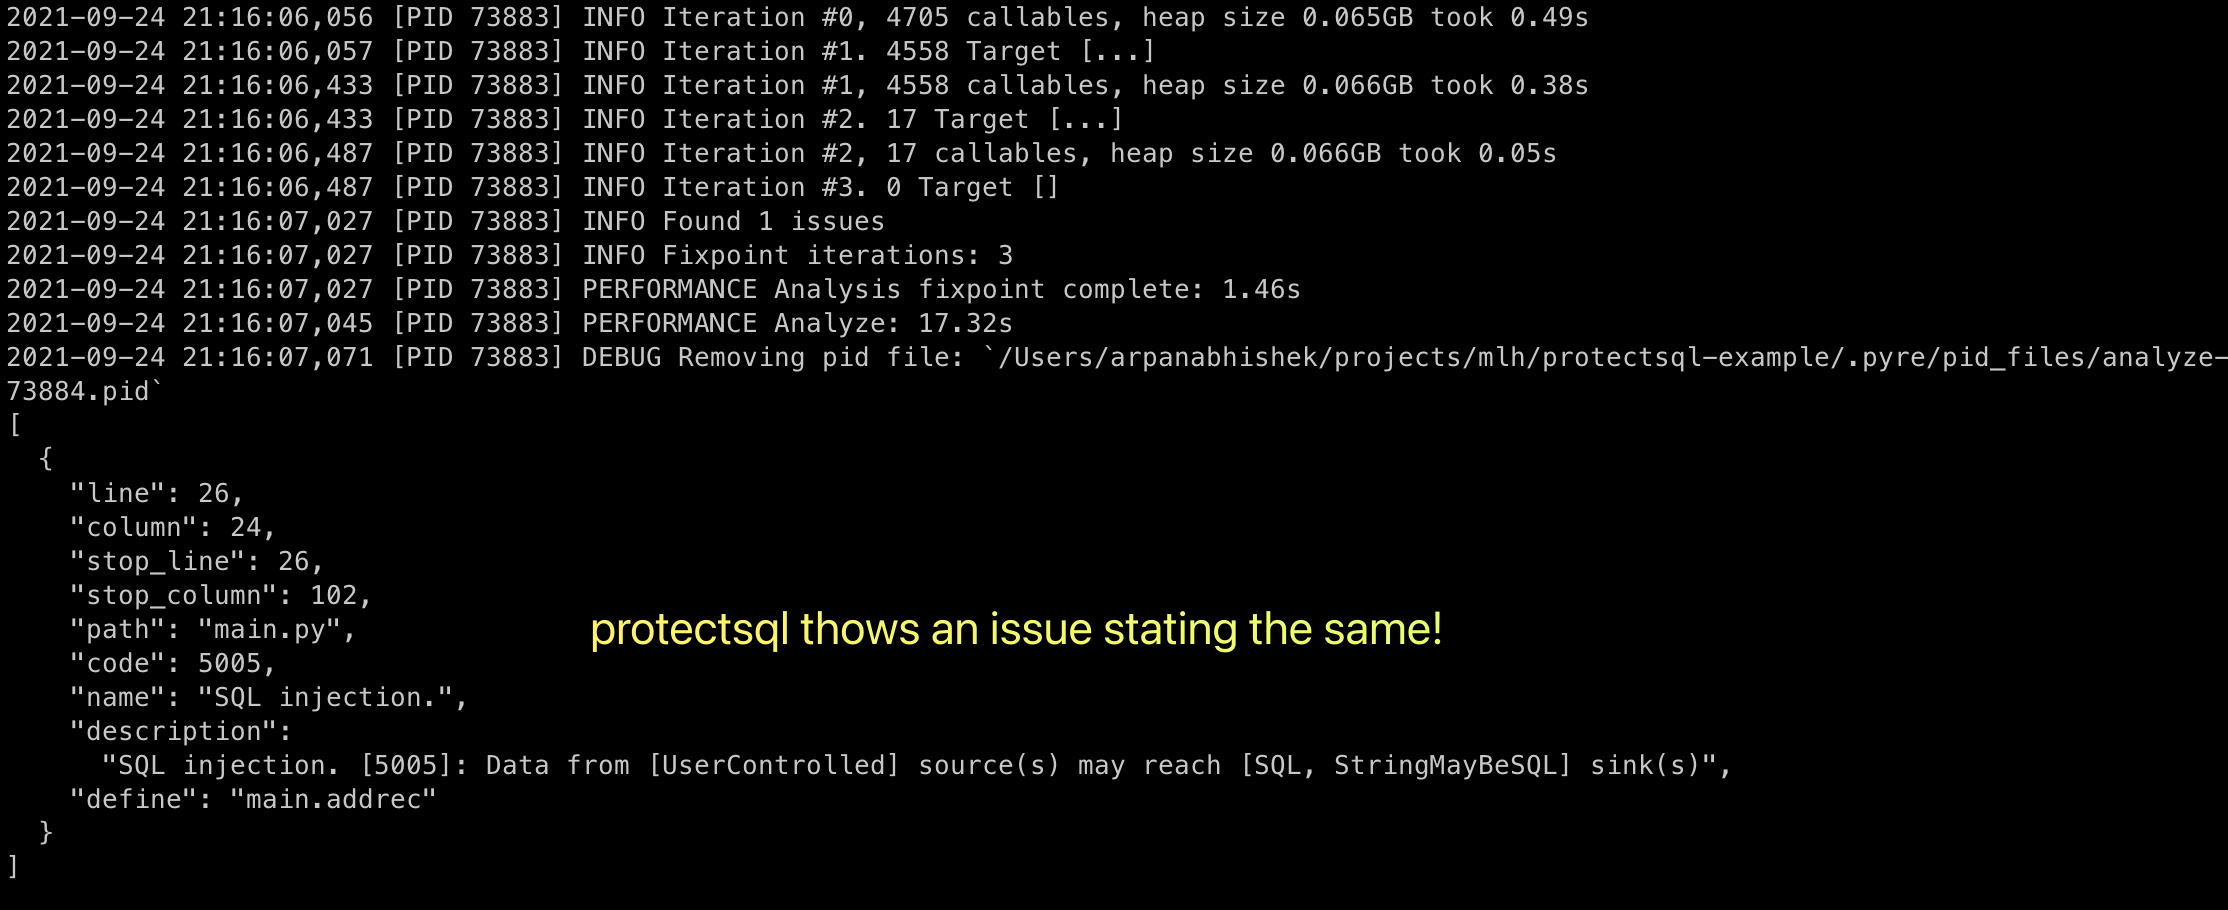 2021-09-24 21:16:06,056 [PID 73883] INFO Iteration #0, 4705 callables, heap size 0.065GB took 0.49s
2021-09-24 21:16:06,057 [PID 73883] INFO Iteration #1. 4558 Target [...]
2021-09-24 21:16:06,433 [PID 73883] INFO Iteration #1, 4558 callables, heap size 0.066GB took 0.38s
2021-09-24 21:16:06,433 [PID 73883] INFO Iteration #2. 17 Target [...]
2021-09-24 21:16:06,487 [PID 73883] INFO Iteration #2, 17 callables, heap size 0.066GB took 0.05s
2021-09-24 21:16:06,487 [PID 73883] INFO Iteration #3. 0 Target []
2021-09-24 21:16:07,027 [PID 73883] INFO Found 1 issues
2021-09-24 21:16:07,027 [PID 73883] INFO Fixpoint iterations: 3
2021-09-24 21:16:07,027 [PID 73883] PERFORMANCE Analysis fixpoint complete: 1.46s
2021-09-24 21:16:07,045 [PID 73883] PERFORMANCE Analyze: 17.32s
2021-09-24 21:16:07,071 [PID 73883] DEBUG Removing pid file: `/Users/arpanabhishek/projects/mlh/protectsql-example/.pyre/pid_files/analyze-
73884.pid`
[
  {
    "line": 26,
    "column": 24,
    "stop_line": 26,
    "stop_column": 102,
    "path": "main.py",
protectsql thows an issue stating the same!
    "code": 5005,
    "name": "SQL injection.",
    "description":
      "SQL injection. [5005]: Data from [UserControlled] source(s) may reach [SQL, StringMayBeSQL] sink(s)",
    "define": "main.addrec"
  }
]